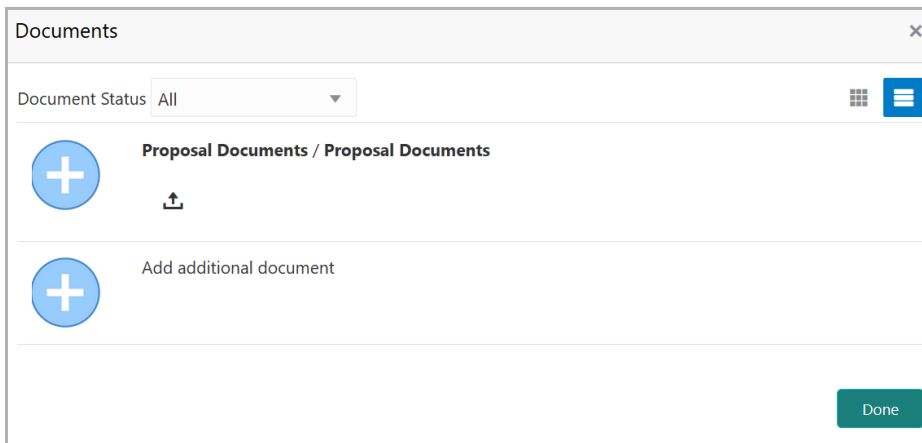 Documents
Document Status All
Proposal Documents / Proposal Documents
Add additional document
Done